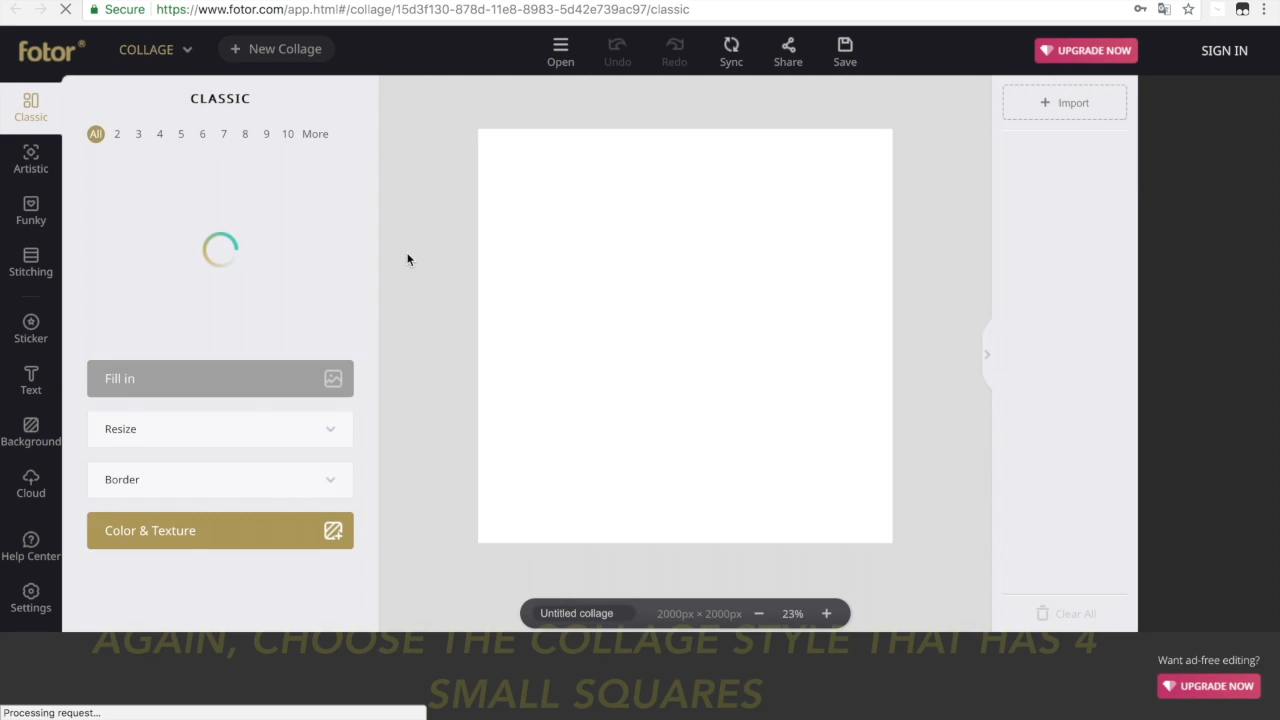 Secure https://www.fotor.com/app.html#/collage/15d3f130-878d-11e8-8983-5d42e739ac97/classic
fotor® COLLAGE + New Collage Open Undo Redo Sync Share Save UPGRADE NOW SIGN IN
Classic
Artistic
Funky
Stitching
Sticker
Text
Background
Cloud
Help Center
Settings
CLASSIC
All 2 3 4 5 6 7 8 9 10 More
Fill in
Resize
Border
Color & Texture
Untitled collage 2000px × 2000px − 23% +
+ Import
Clear All
AGAIN, CHOOSE THE COLLAGE STYLE THAT HAS 4
SMALL SQUARES
Want ad-free editing?
UPGRADE NOW
Processing request...